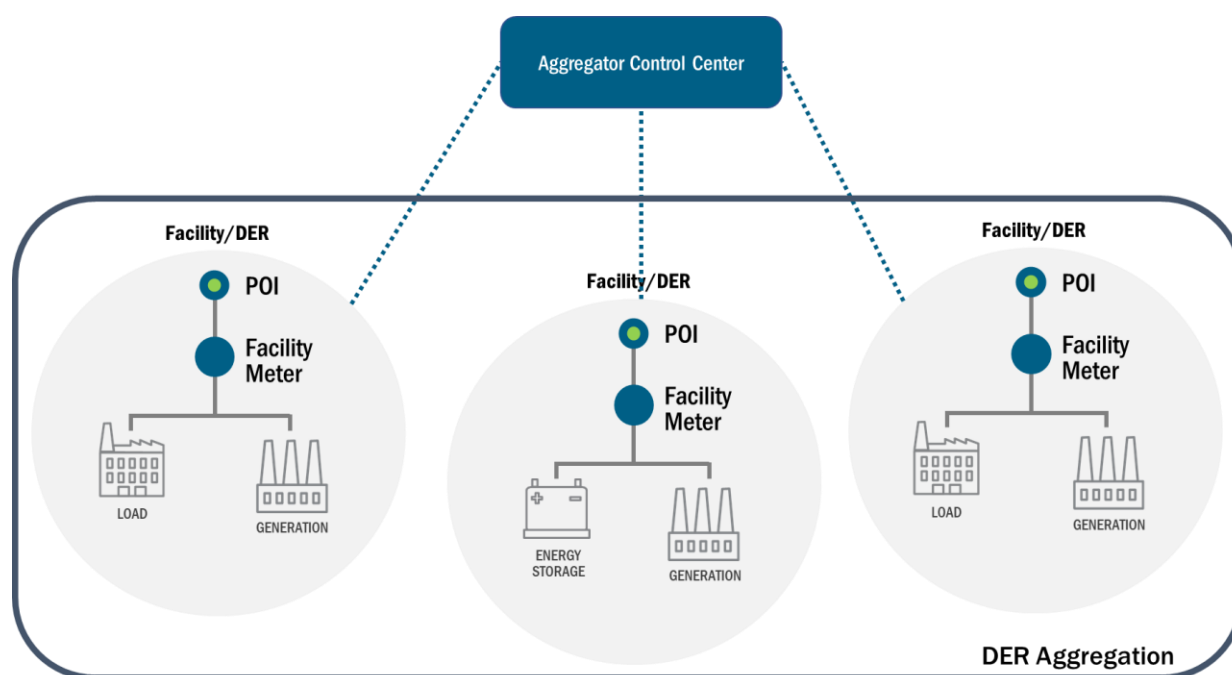 Aggregator Control Center
Facility/DER
POI
Facility
Meter
LOAD
GENERATION
Facility/DER
POI
Facility
Meter
ENERGY
STORAGE
GENERATION
Facility/DER
POI
Facility
Meter
LOAD
GENERATION
DER Aggregation